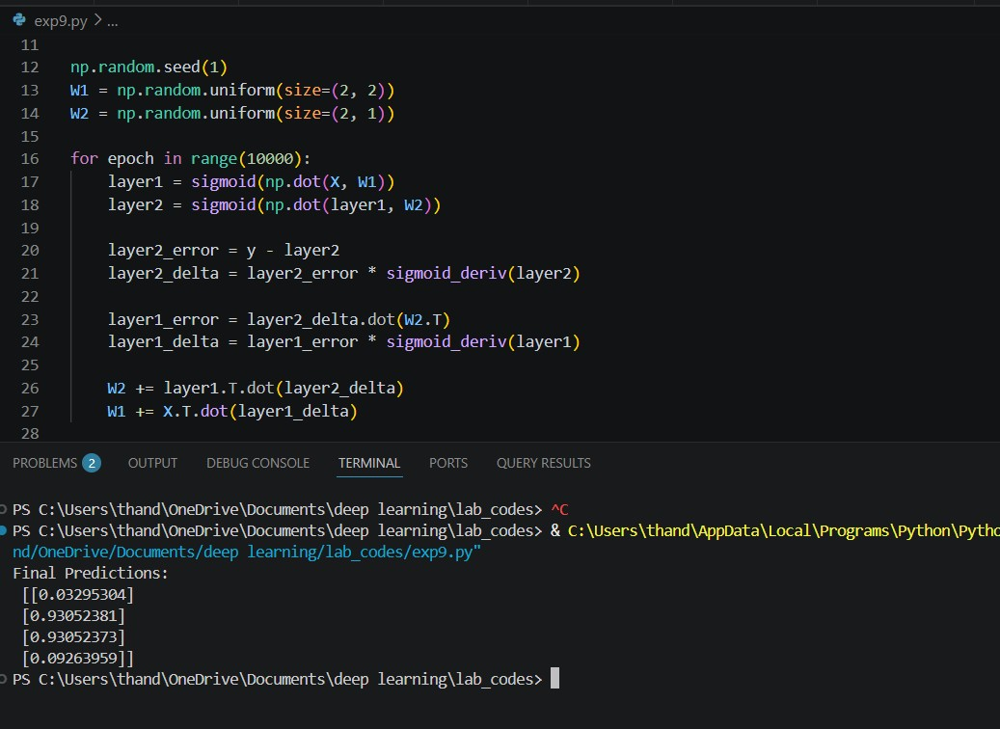 exp9.py > ...
11
12 np.random.seed(1)
13 W1 = np.random.uniform(size=(2, 2))
14 W2 = np.random.uniform(size=(2, 1))
15
16 for epoch in range(10000):
17     layer1 = sigmoid(np.dot(X, W1))
18     layer2 = sigmoid(np.dot(layer1, W2))
19
20     layer2_error = y - layer2
21     layer2_delta = layer2_error * sigmoid_deriv(layer2)
22
23     layer1_error = layer2_delta.dot(W2.T)
24     layer1_delta = layer1_error * sigmoid_deriv(layer1)
25
26     W2 += layer1.T.dot(layer2_delta)
27     W1 += X.T.dot(layer1_delta)
28
PROBLEMS 2 OUTPUT DEBUG CONSOLE TERMINAL PORTS QUERY RESULTS
PS C:\Users\thand\OneDrive\Documents\deep learning\lab_codes> ^C
PS C:\Users\thand\OneDrive\Documents\deep learning\lab_codes> & C:\Users\thand\AppData\Local\Programs\Python\Pytho
nd/OneDrive/Documents/deep learning/lab_codes/exp9.py"
Final Predictions:
 [[0.03295304]
 [0.93052381]
 [0.93052373]
 [0.09263959]]
PS C:\Users\thand\OneDrive\Documents\deep learning\lab_codes>